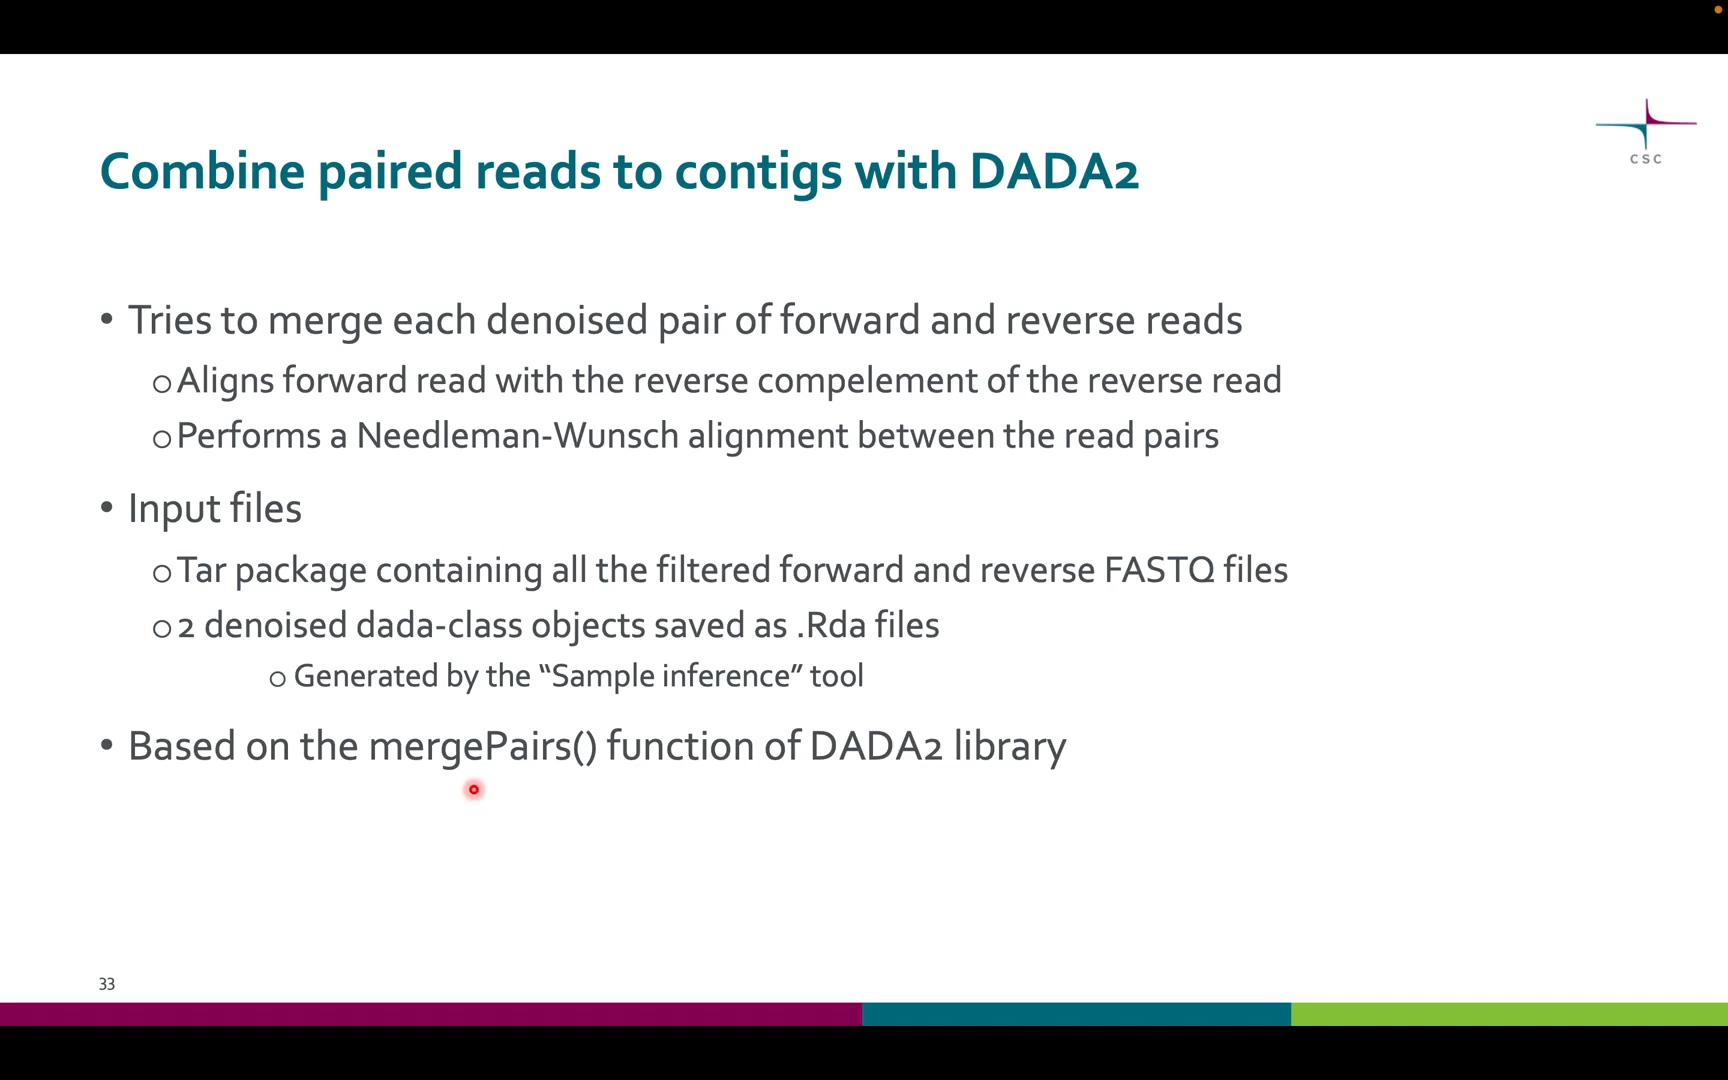 CSC
Combine paired reads to contigs with DADA2
• Tries to merge each denoised pair of forward and reverse reads
o Aligns forward read with the reverse compelement of the reverse read
o Performs a Needleman-Wunsch alignment between the read pairs
• Input files
o Tar package containing all the filtered forward and reverse FASTQ files
o 2 denoised dada-class objects saved as .Rda files
o Generated by the “Sample inference” tool
• Based on the mergePairs() function of DADA2 library
33